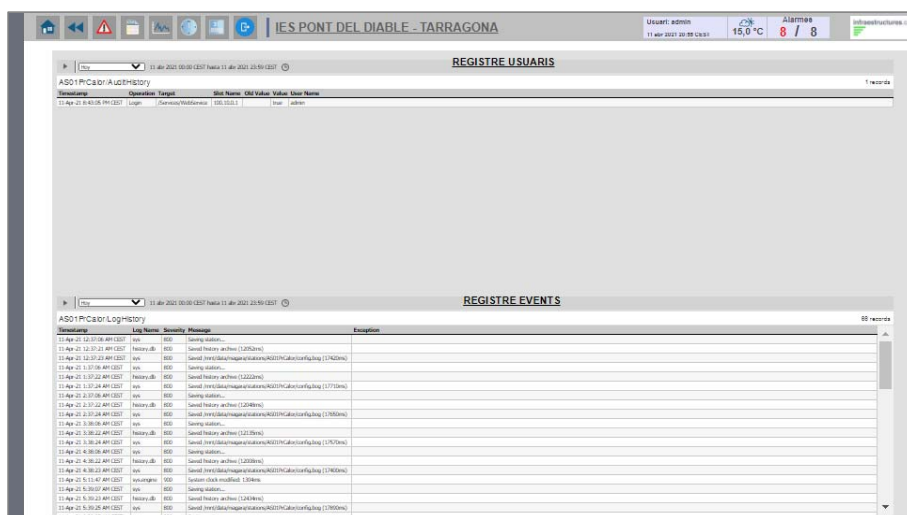 IES PONT DEL DIABLE - TARRAGONA
Usuari: admin
11 abr 2021 20:55
15,0 °C
Alarmes
8 / 8
infraestructures.c
REGISTRE USUARIS
Hoy 11 abr 2021 00:00 CEST hasta 11 abr 2021 23:59 CEST
AS01PrCalor/AuditHistory 1 records
Timestamp Operation Target Slot Name Old Value Value User Name
11-Apr-21 8:43:05 PM CEST Login /Services/WebService 100.10.0.1 true admin
REGISTRE EVENTS
Hoy 11 abr 2021 00:00 CEST hasta 11 abr 2021 23:59 CEST
AS01PrCalor/LogHistory records
Timestamp Log Name Severity Message Exception
11-Apr-21 12:37:06 AM CEST sys 800 Saving station...
11-Apr-21 12:37:21 AM CEST history.db 800 Saved history archive (12052ms)
11-Apr-21 12:37:23 AM CEST sys 800 Saved /mnt/data/niagara/stations/AS01PrCalor/config.bog (17420ms)
11-Apr-21 1:37:06 AM CEST sys 800 Saving station...
11-Apr-21 1:37:22 AM CEST history.db 800 Saved history archive (12222ms)
11-Apr-21 1:37:24 AM CEST sys 800 Saved /mnt/data/niagara/stations/AS01PrCalor/config.bog (17715ms)
11-Apr-21 2:37:06 AM CEST sys 800 Saving station...
11-Apr-21 2:37:22 AM CEST history.db 800 Saved history archive (12048ms)
11-Apr-21 2:37:24 AM CEST sys 800 Saved /mnt/data/niagara/stations/AS01PrCalor/config.bog
11-Apr-21 3:38:06 AM CEST sys 800 Saving station...
11-Apr-21 3:38:22 AM CEST history.db 800 Saved history archive (12135ms)
11-Apr-21 3:38:24 AM CEST sys 800 Saved /mnt/data/niagara/stations/AS01PrCalor/config.bog (17570ms)
11-Apr-21 4:38:06 AM CEST sys 800 Saving station...
11-Apr-21 4:38:22 AM CEST history.db 800 Saved history archive
11-Apr-21 4:38:23 AM CEST sys 800 Saved /mnt/data/niagara/stations/AS01PrCalor/config.bog
11-Apr-21 5:11:47 AM CEST sys.engine 900 System clock modified: 1304ms
11-Apr-21 5:39:07 AM CEST sys 800 Saving station...
11-Apr-21 5:39:23 AM CEST history.db 800 Saved history archive
11-Apr-21 5:39:25 AM CEST sys 800 Saved /mnt/data/niagara/stations/AS01PrCalor/config.bog